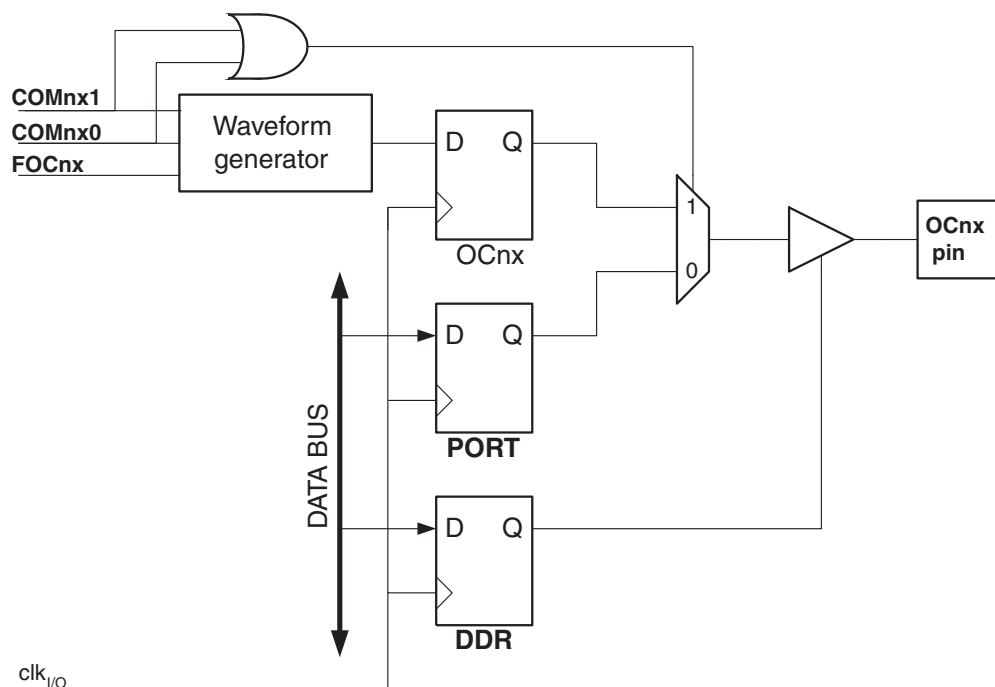 COMnx1
COMnx0
FOCnx
Waveform
generator
D Q
OCnx
1
0
OCnx
pin
D Q
PORT
DATA BUS
D Q
DDR
clkI/O